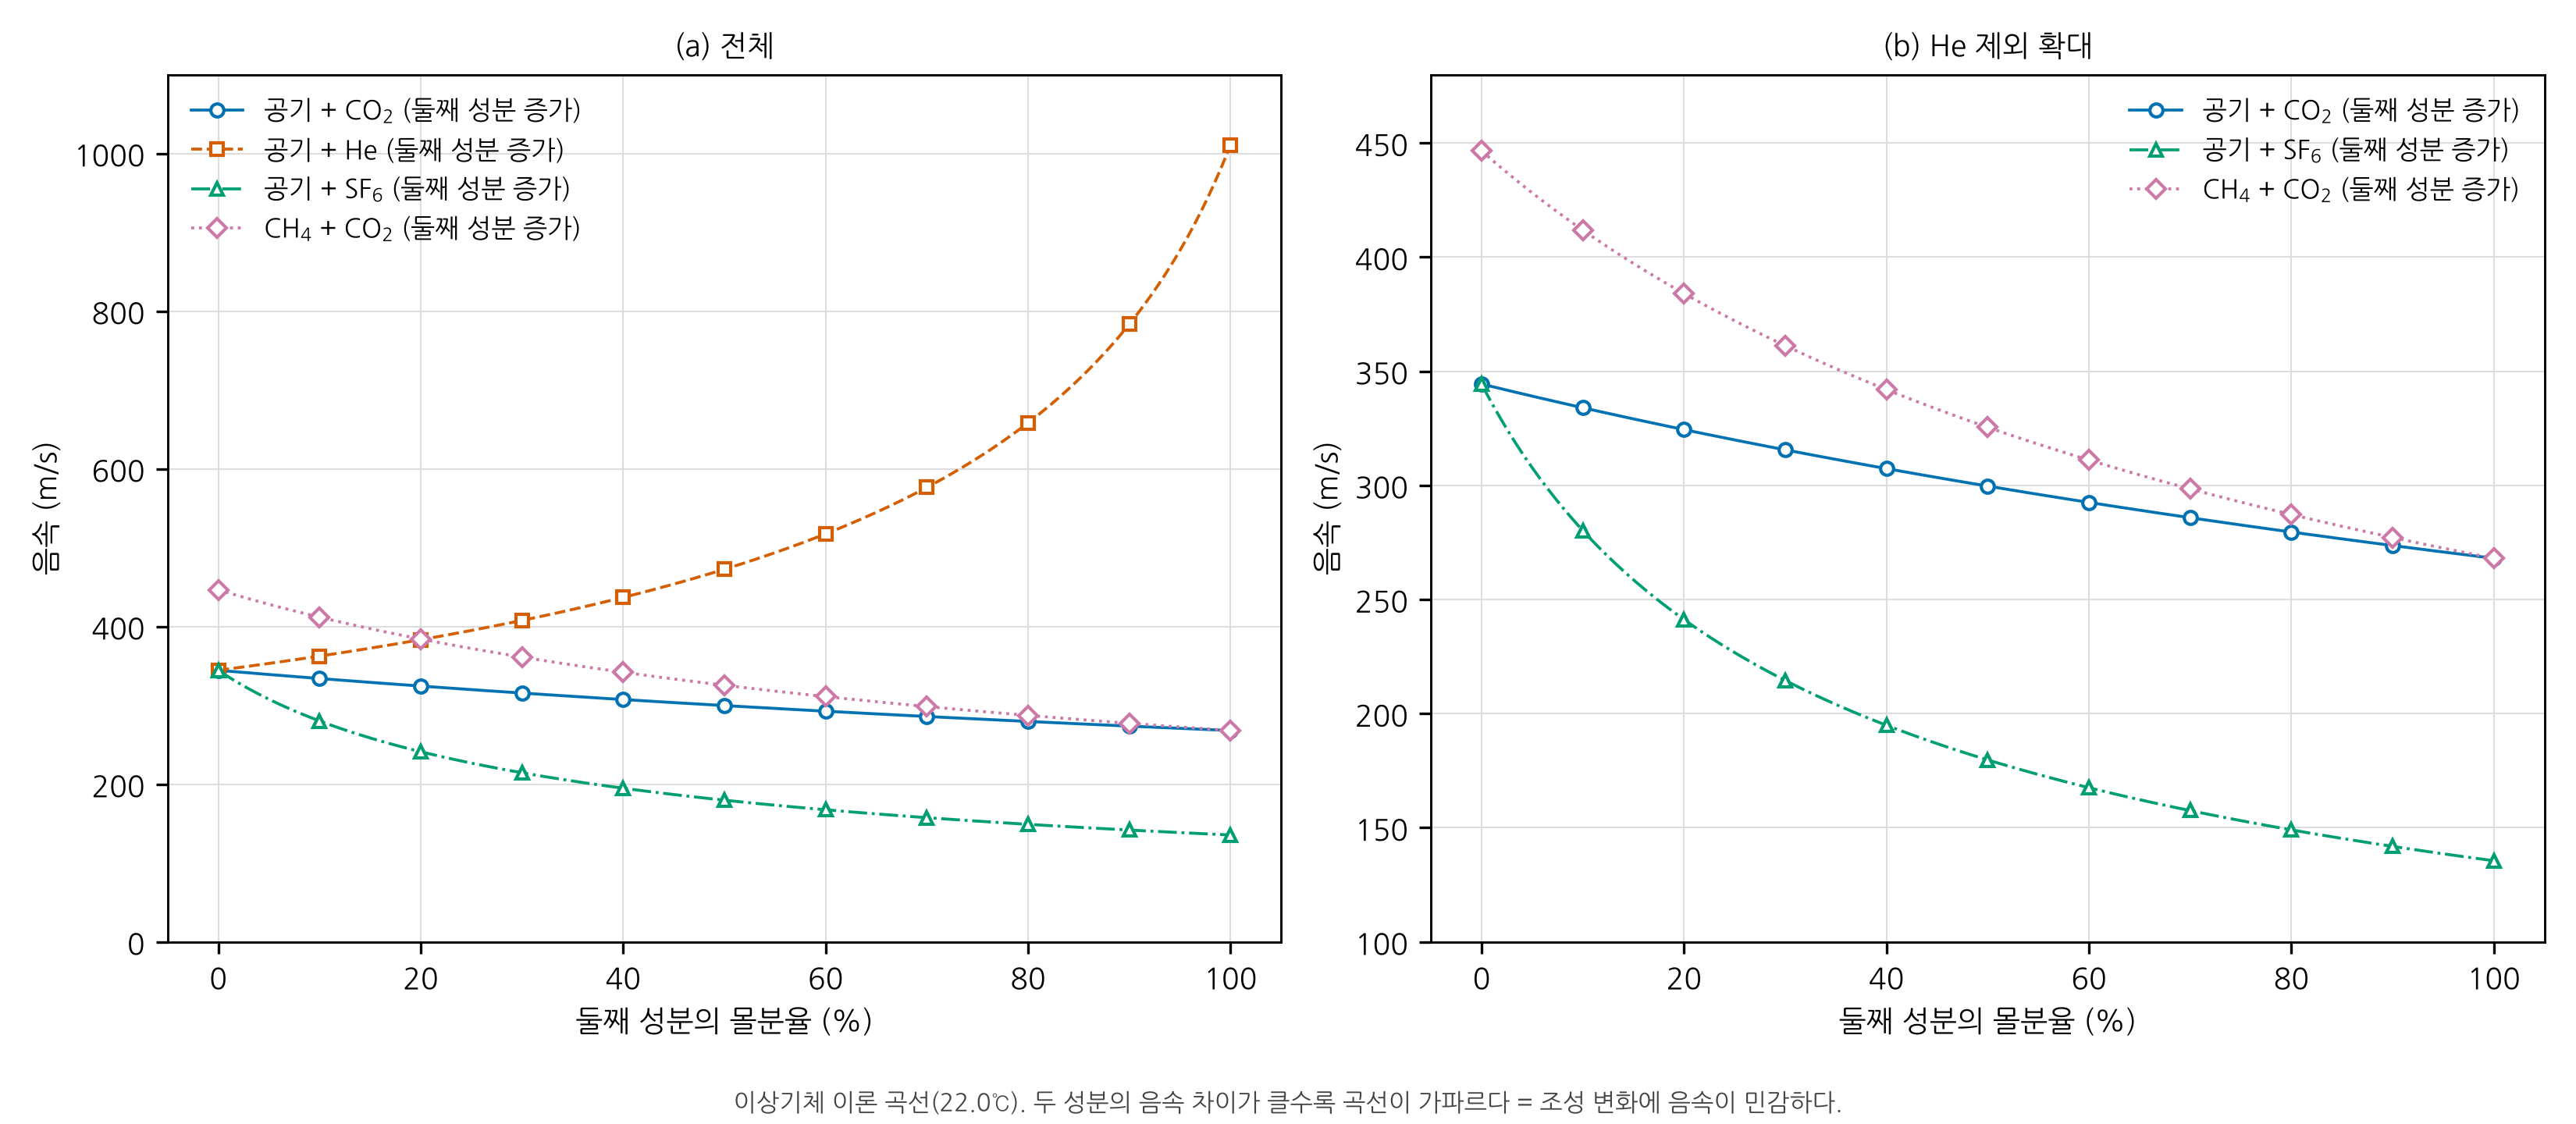 (a) 전체
공기 + CO₂ (둘째 성분 증가)
공기 + He (둘째 성분 증가)
공기 + SF₆ (둘째 성분 증가)
CH₄ + CO₂ (둘째 성분 증가)
1000
800
600
400
200
0
음속 (m/s)
0 20 40 60 80 100
둘째 성분의 몰분율 (%)
(b) He 제외 확대
공기 + CO₂ (둘째 성분 증가)
공기 + SF₆ (둘째 성분 증가)
CH₄ + CO₂ (둘째 성분 증가)
450
400
350
300
250
200
150
100
음속 (m/s)
0 20 40 60 80 100
둘째 성분의 몰분율 (%)
이상기체 이론 곡선(22.0℃). 두 성분의 음속 차이가 클수록 곡선이 가파르다 = 조성 변화에 음속이 민감하다.